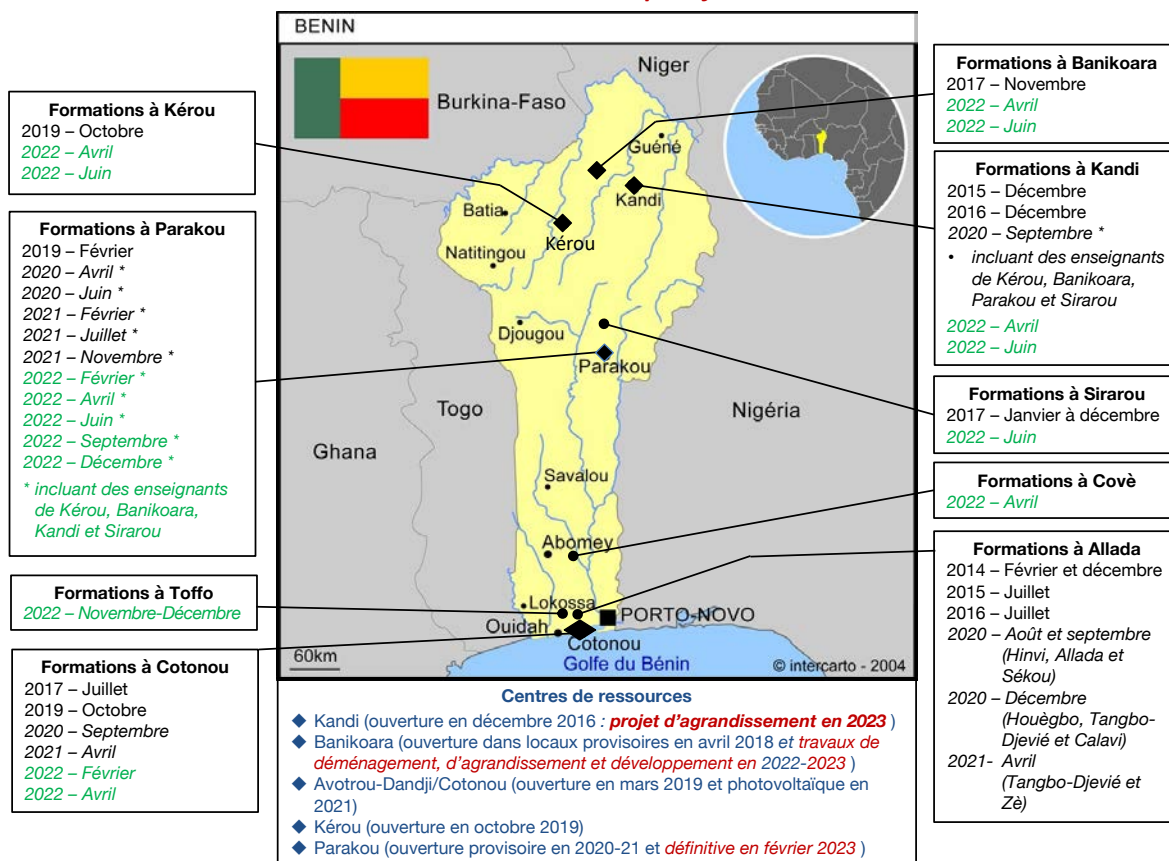 BENIN
Niger
Burkina-Faso
Guéné
Kandi
Batia
Kérou
Natitingou
Djougou
Parakou
Togo
Nigéria
Ghana
Savalou
Abomey
Lokossa
PORTO-NOVO
Ouidah
Cotonou
60km
Golfe du Bénin
© intercarto - 2004
Formations à Kérou
2019 – Octobre
2022 – Avril
2022 – Juin
Formations à Parakou
2019 – Février
2020 – Avril *
2020 – Juin *
2021 – Février *
2021 – Juillet *
2021 – Novembre *
2022 – Février *
2022 – Avril *
2022 – Juin *
2022 – Septembre *
2022 – Décembre *
* incluant des enseignants
de Kérou, Banikoara,
Kandi et Sirarou
Formations à Toffo
2022 – Novembre-Décembre
Formations à Cotonou
2017 – Juillet
2019 – Octobre
2020 – Septembre
2021 – Avril
2022 – Février
2022 – Avril
Formations à Banikoara
2017 – Novembre
2022 – Avril
2022 – Juin
Formations à Kandi
2015 – Décembre
2016 – Décembre
2020 – Septembre *
• incluant des enseignants
de Kérou, Banikoara,
Parakou et Sirarou
2022 – Avril
2022 – Juin
Formations à Sirarou
2017 – Janvier à décembre
2022 – Juin
Formations à Covè
2022 – Avril
Formations à Allada
2014 – Février et décembre
2015 – Juillet
2016 – Juillet
2020 – Août et septembre
(Hinvi, Allada et
Sékou)
2020 – Décembre
(Houègbo, Tangbo-
Djevié et Calavi)
2021- Avril
(Tangbo-Djevié et
Zè)
Centres de ressources
◆ Kandi (ouverture en décembre 2016 : projet d'agrandissement en 2023 )
◆ Banikoara (ouverture dans locaux provisoires en avril 2018 et travaux de
déménagement, d'agrandissement et développement en 2022-2023 )
◆ Avotrou-Dandji/Cotonou (ouverture en mars 2019 et photovoltaïque en
2021)
◆ Kérou (ouverture en octobre 2019)
◆ Parakou (ouverture provisoire en 2020-21 et définitive en février 2023 )